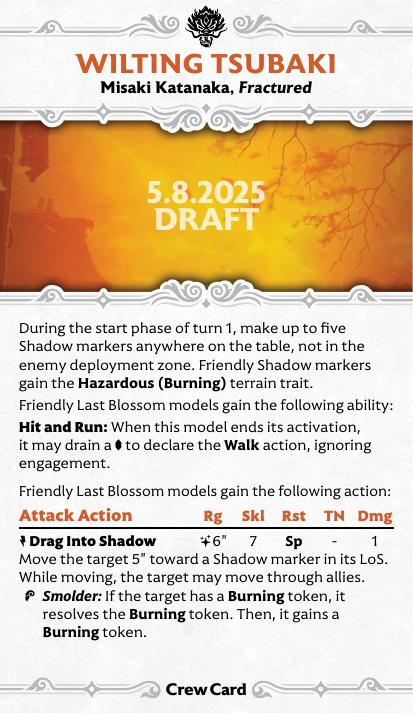 WILTING TSUBAKI
Misaki Katanaka, Fractured
5.8.2025
DRAFT
During the start phase of turn 1, make up to five
Shadow markers anywhere on the table, not in the
enemy deployment zone. Friendly Shadow markers
gain the Hazardous (Burning) terrain trait.
Friendly Last Blossom models gain the following ability:
Hit and Run: When this model ends its activation,
it may drain a to declare the Walk action, ignoring
engagement.
Friendly Last Blossom models gain the following action:
Attack Action Rg Skl Rst TN Dmg
Drag Into Shadow 6" 7 Sp - 1
Move the target 5" toward a Shadow marker in its LoS.
While moving, the target may move through allies.
Smolder: If the target has a Burning token, it
resolves the Burning token. Then, it gains a
Burning token.
Crew Card